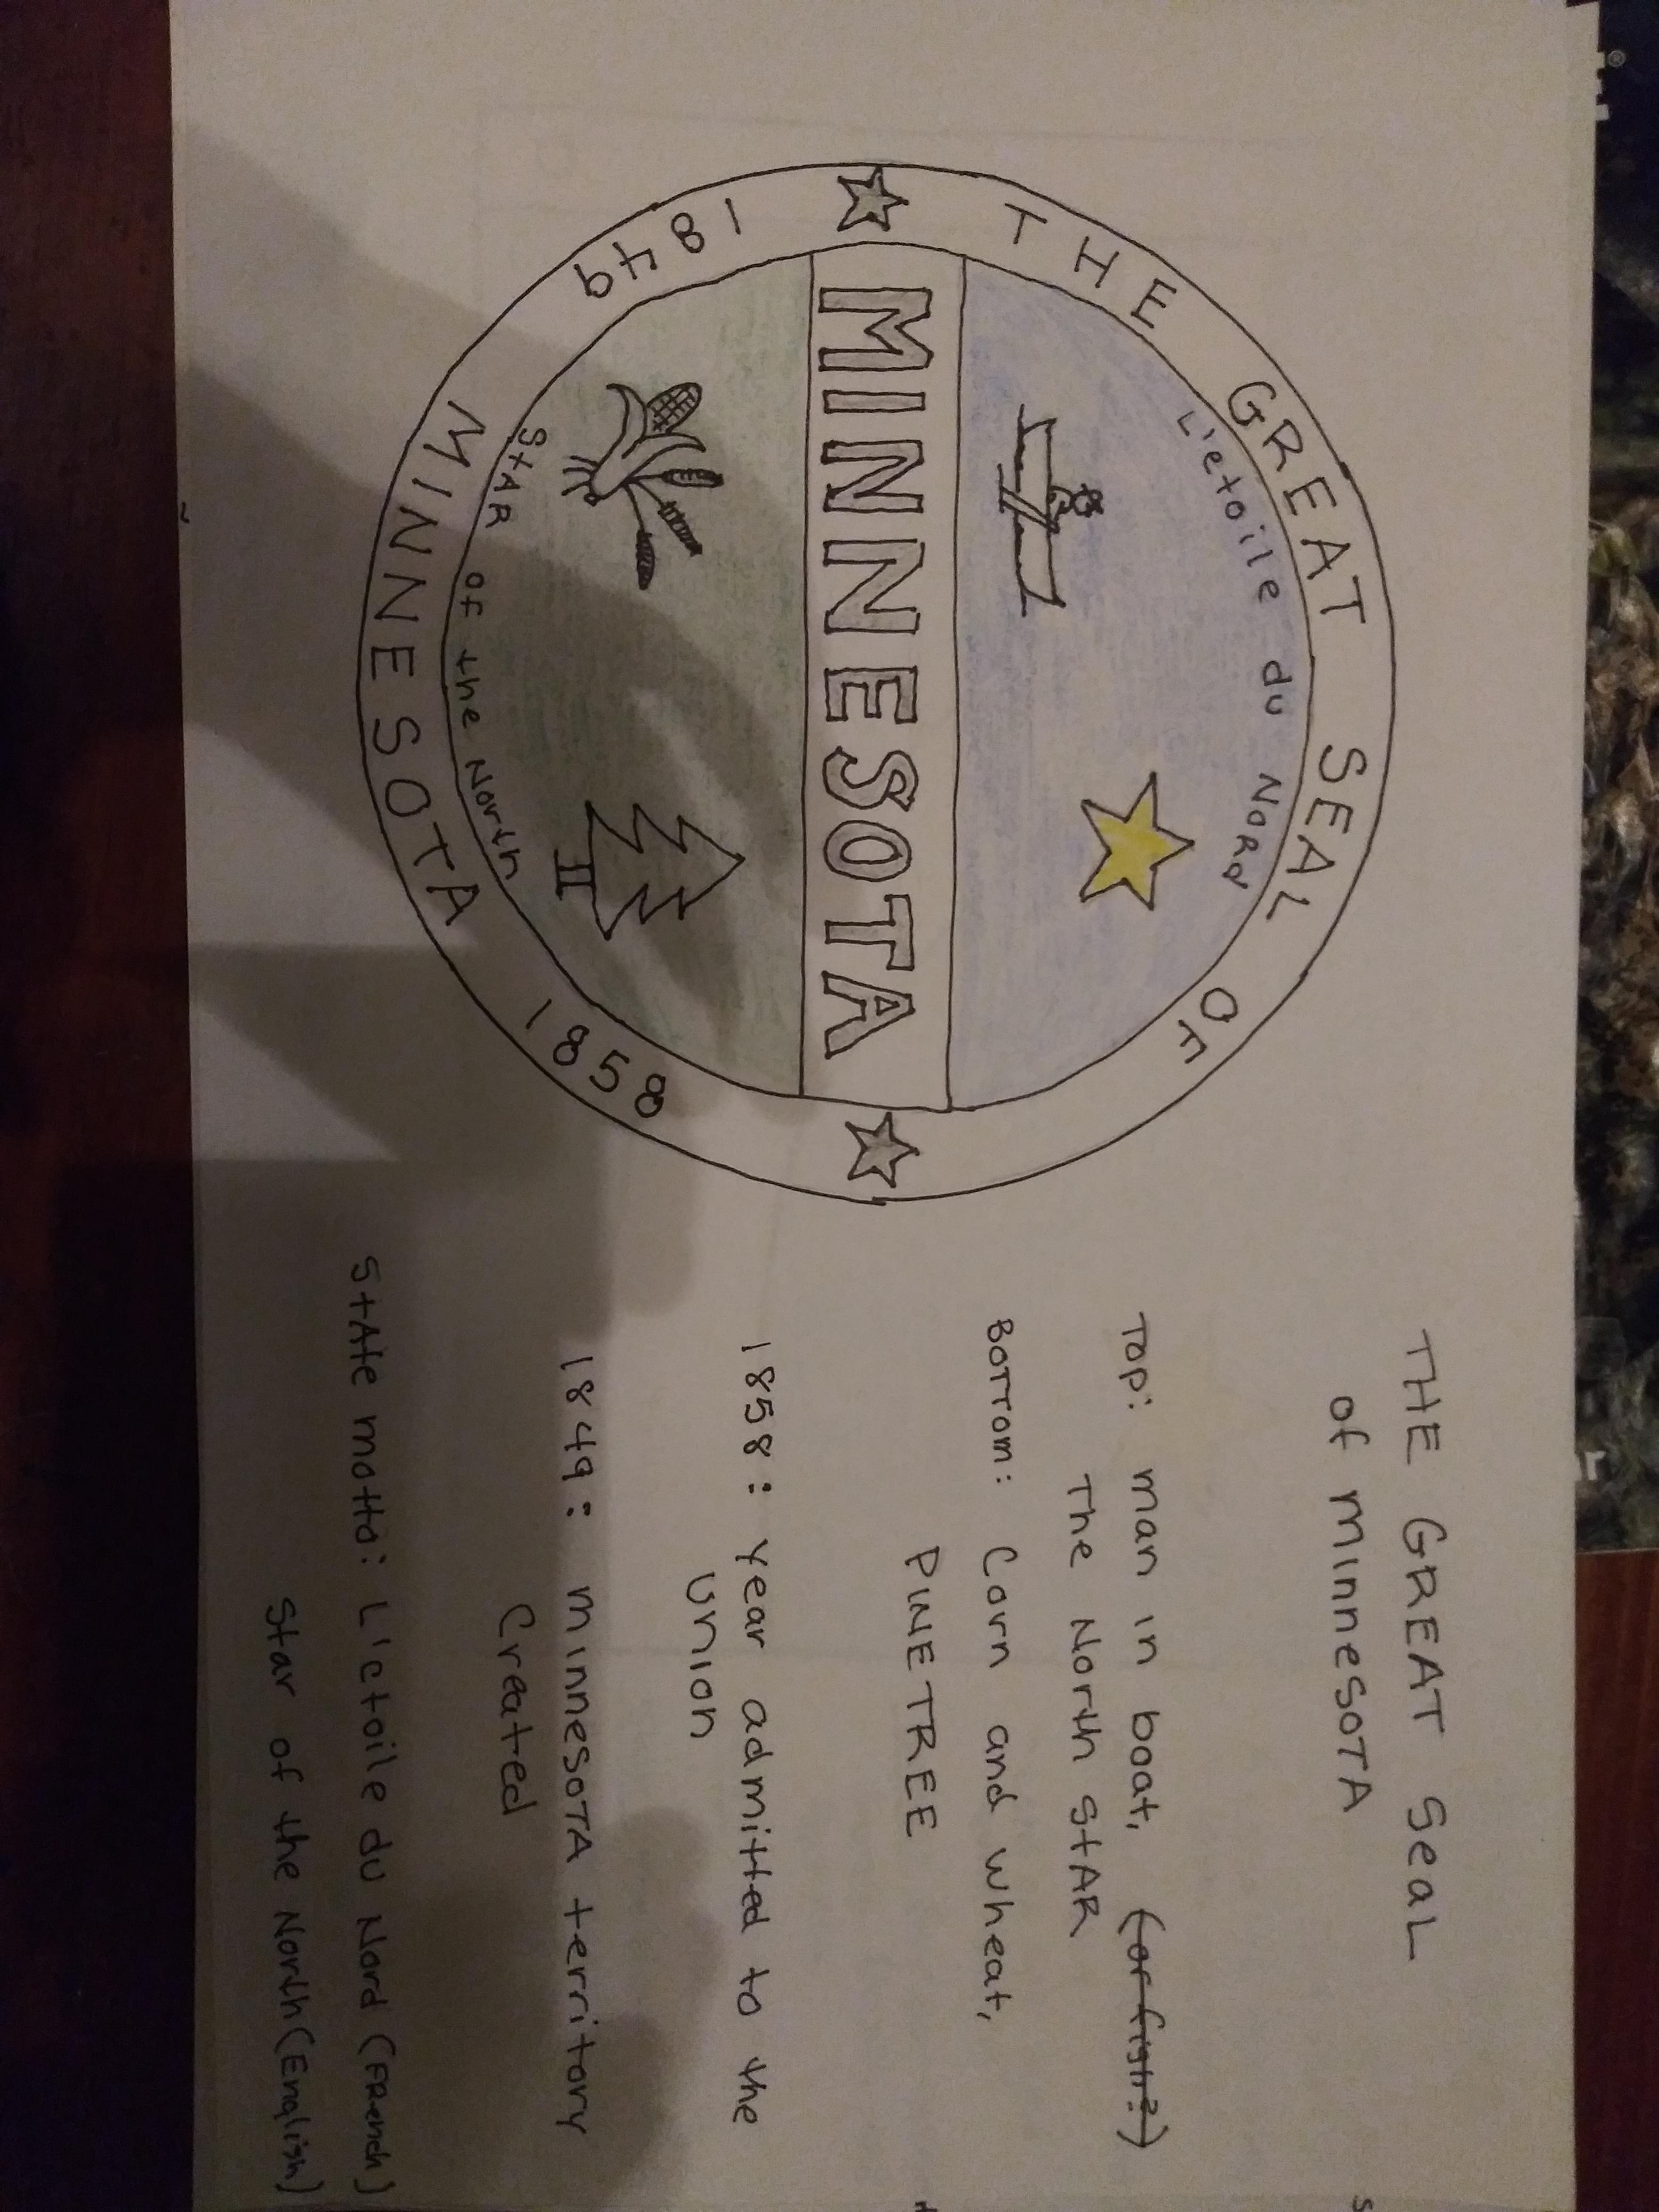 THE GREAT SEAL OF
L'etoile du Nord
MINNESOTA
Star of the North
1849 MINNESOTA 1858
THE GREAT Seal
of minnesoTA
Top: man in boat, (or fish?)
The North StAR
BOTTOM: Corn and wheat,
PINE TREE
1858: Year admitted to the
Union
1849: minnesoTA territory
Created
State motto: L'etoile du Nord (FRench)
Star of the North (English)